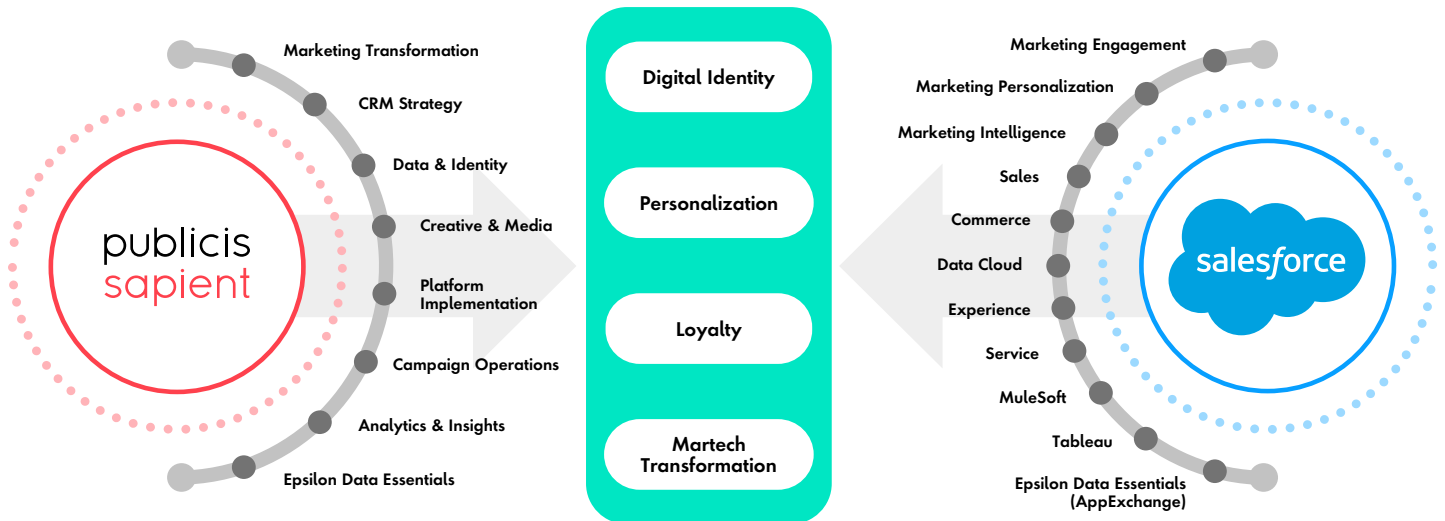 Marketing Transformation
CRM Strategy
Data & Identity
Creative & Media
Platform
Implementation
Campaign Operations
Analytics & Insights
Epsilon Data Essentials
publicis
sapient
Digital Identity
Personalization
Loyalty
Martech
Transformation
Marketing Engagement
Marketing Personalization
Marketing Intelligence
Sales
Commerce
Data Cloud
Experience
Service
MuleSoft
Tableau
Epsilon Data Essentials
(AppExchange)
salesforce